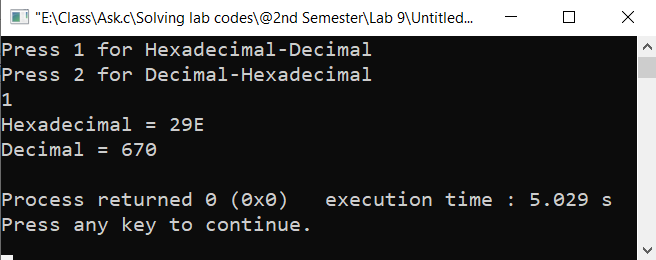 "E:\Class\Ask.c\Solving lab codes\@2nd Semester\Lab 9\Untitled...
Press 1 for Hexadecimal-Decimal
Press 2 for Decimal-Hexadecimal
1
Hexadecimal = 29E
Decimal = 670
Process returned 0 (0x0)   execution time : 5.029 s
Press any key to continue.